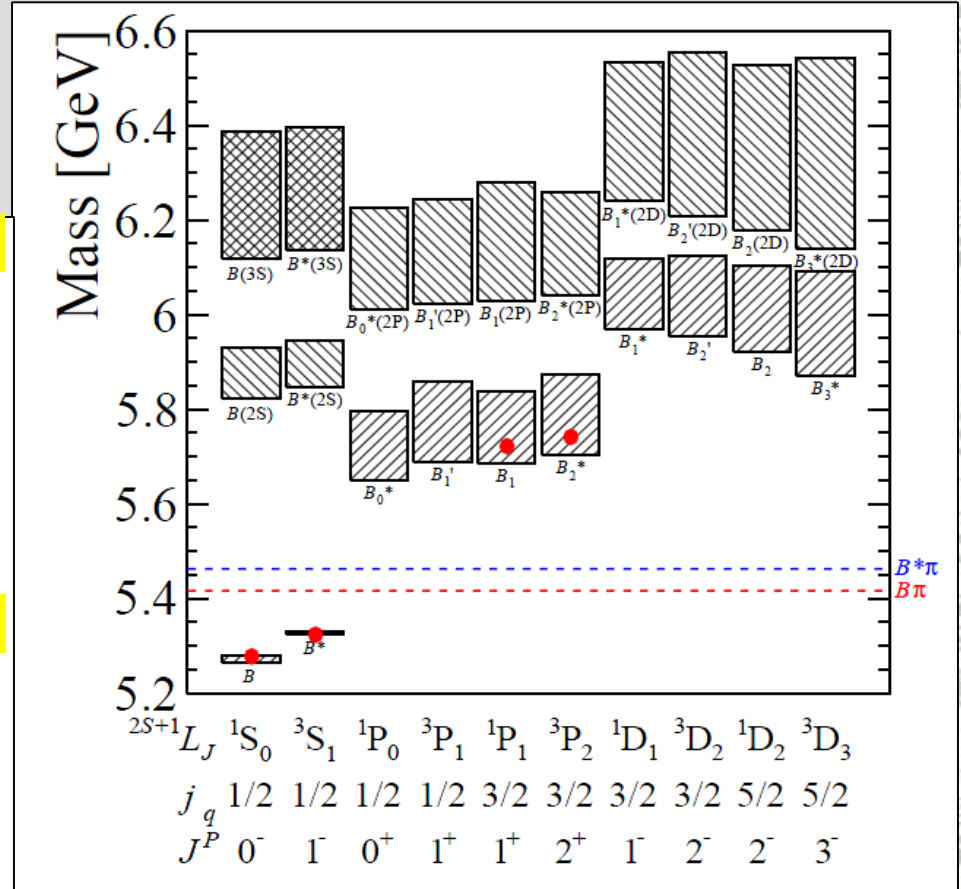 Mass [GeV]
6.6
6.4
6.2
6
5.8
5.6
5.4
5.2
B(3S) B*(3S)
B(2S) B*(2S)
B B*
B₀*(2P) B₁'(2P) B₁(2P) B₂*(2P)
B₀* B₁' B₁ B₂*
B₁*(2D) B₂'(2D) B₂(2D) B₃*(2D)
B₁* B₂' B₂ B₃*
B*π
Bπ
²ˢ⁺¹L_J ¹S₀ ³S₁ ¹P₀ ³P₁ ¹P₁ ³P₂ ¹D₁ ³D₂ ¹D₂ ³D₃
j_q 1/2 1/2 1/2 1/2 3/2 3/2 3/2 3/2 5/2 5/2
Jᴾ 0⁻ 1⁻ 0⁺ 1⁺ 1⁺ 2⁺ 1⁻ 2⁻ 2⁻ 3⁻